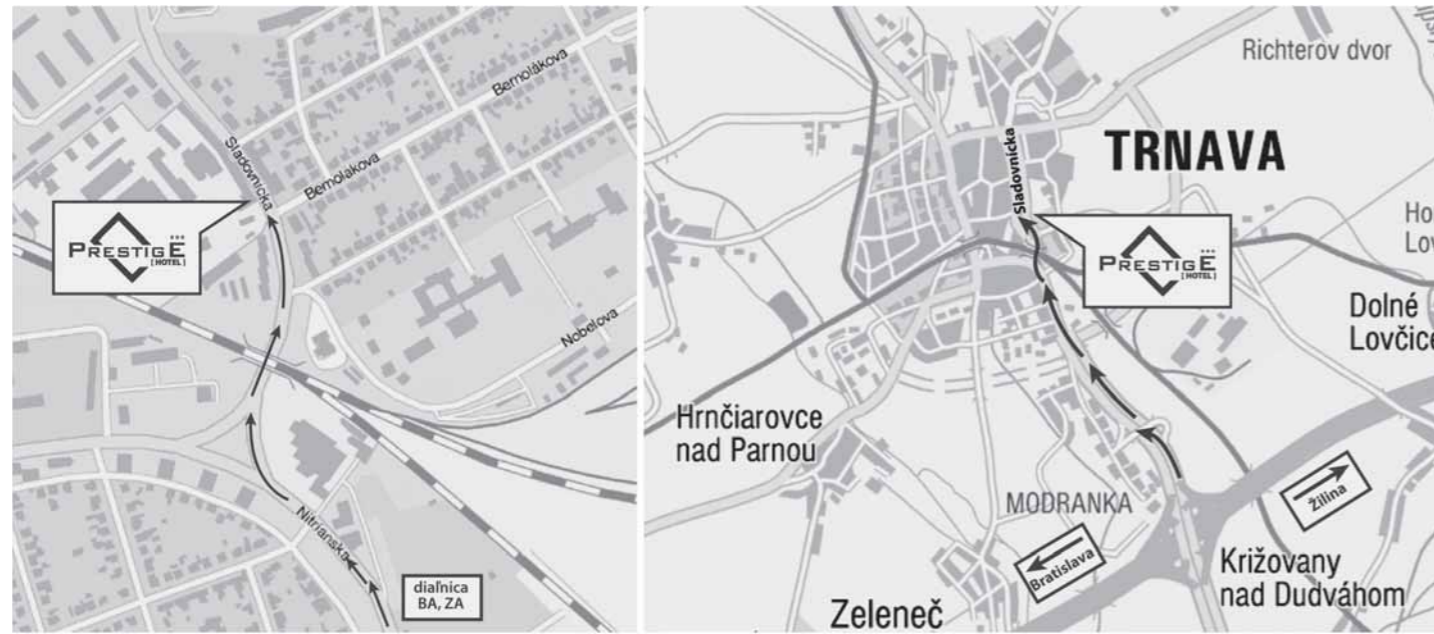 Bernolákova
Sladovnícka
Bernolákova
PRESTIGE ***
[HOTEL]
Nobelova
Nitrianska
diaľnica
BA, ZA
Richterov dvor
TRNAVA
Sladovnícka
PRESTIGE ***
[HOTEL]
Dolné
Lovčice
Hrnčiarovce
nad Parnou
MODRANKA
Žilina
Bratislava
Križovany
nad Dudváhom
Zeleneč